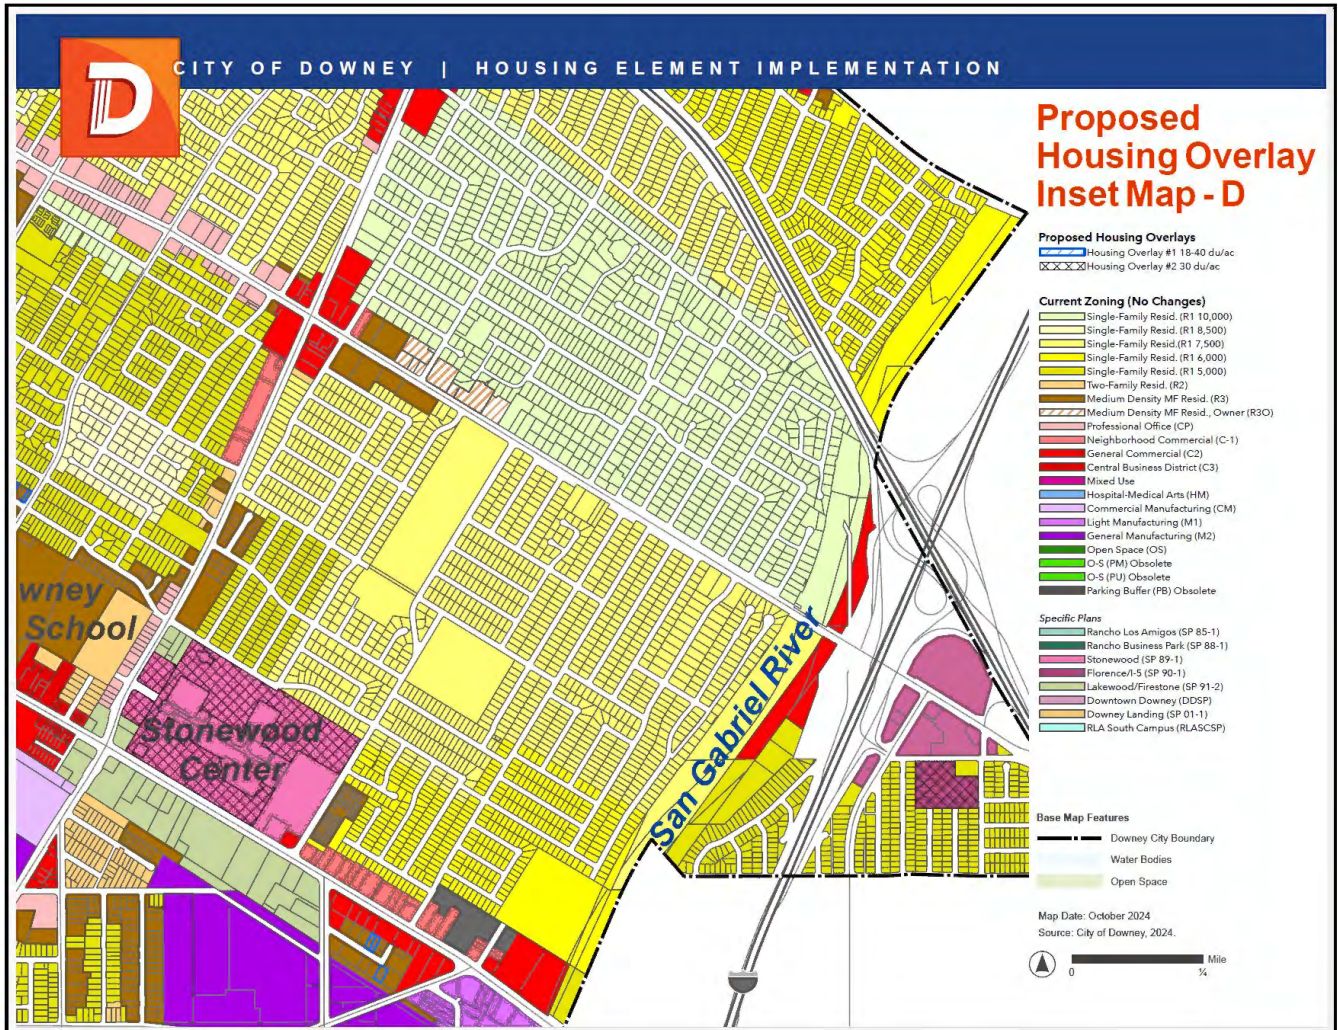 D
CITY OF DOWNEY | HOUSING ELEMENT IMPLEMENTATION
Proposed
Housing Overlay
Inset Map - D
Proposed Housing Overlays
Housing Overlay #1 18-40 du/ac
Housing Overlay #2 30 du/ac
Current Zoning (No Changes)
Single-Family Resid. (R1 10,000)
Single-Family Resid. (R1 8,500)
Single-Family Resid.(R1 7,500)
Single-Family Resid. (R1 6,000)
Single-Family Resid. (R1 5,000)
Two-Family Resid. (R2)
Medium Density MF Resid. (R3)
Medium Density MF Resid., Owner (R3O)
Professional Office (CP)
Neighborhood Commercial (C-1)
General Commercial (C2)
Central Business District (C3)
Mixed Use
Hospital-Medical Arts (HM)
Commercial Manufacturing (CM)
Light Manufacturing (M1)
General Manufacturing (M2)
Open Space (OS)
O-S (PM) Obsolete
O-S (PU) Obsolete
Parking Buffer (PB) Obsolete
Specific Plans
Rancho Los Amigos (SP 85-1)
Rancho Business Park (SP 88-1)
Stonewood (SP 89-1)
Florence/I-5 (SP 90-1)
Lakewood/Firestone (SP 91-2)
Downtown Downey (DDSP)
Downey Landing (SP 01-1)
RLA South Campus (RLASCSP)
Base Map Features
Downey City Boundary
Water Bodies
Open Space
Map Date: October 2024
Source: City of Downey, 2024.
Mile
0 ¼
wney
School
Stonewood
Center
San Gabriel River